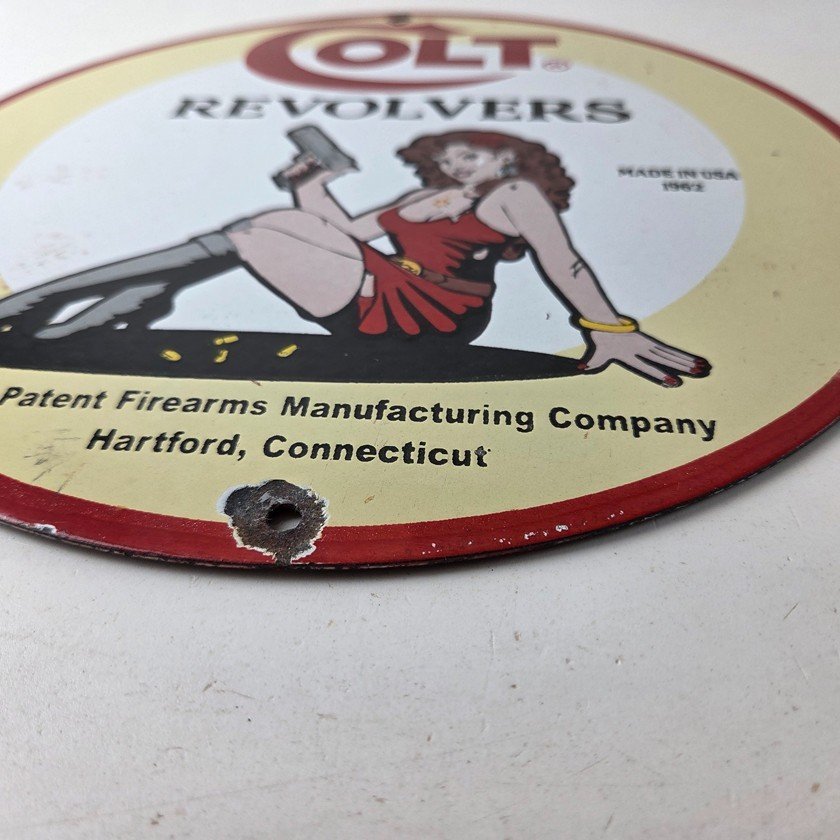 COLT®
REVOLVERS
MADE IN USA
1962
Patent Firearms Manufacturing Company
Hartford, Connecticut